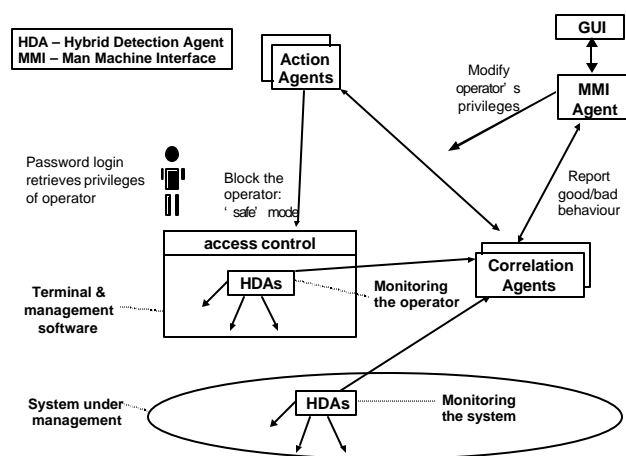 HDA – Hybrid Detection Agent
MMI – Man Machine Interface
Action
Agents
GUI
MMI
Agent
Modify
operator’ s
privileges
Password login
retrieves privileges
of operator
Block the
operator:
‘ safe’ mode
Report
good/bad
behaviour
access control
HDAs
Monitoring
the operator
Correlation
Agents
Terminal &
management
software
System under
management
HDAs
Monitoring
the system